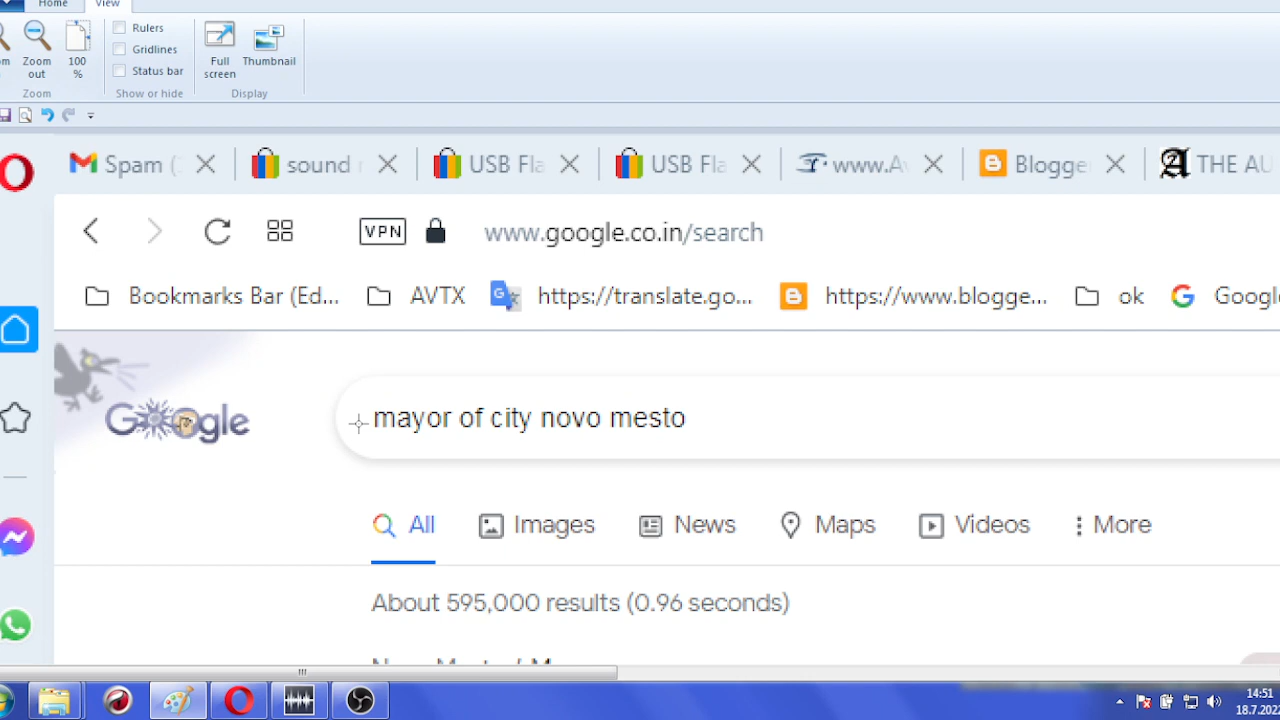 Home View
Rulers
Gridlines
Status bar
Zoom
out
100
%
Full
screen
Thumbnail
Zoom
Show or hide
Display
Spam
sound
USB Fla
USB Fla
www.Av
Blogge
THE AU
VPN
www.google.co.in/search
Bookmarks Bar (Ed... AVTX https://translate.go... https://www.blogge... ok Google
Google mayor of city novo mesto
All Images News Maps Videos More
About 595,000 results (0.96 seconds)
14:51
18.7.202